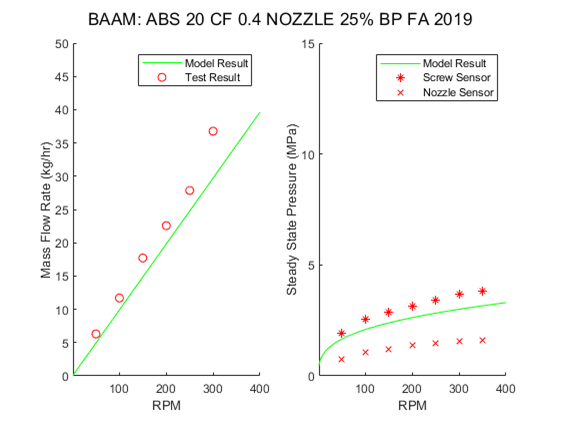 BAAM: ABS 20 CF 0.4 NOZZLE 25% BP FA 2019
Mass Flow Rate (kg/hr)
50
45
40
35
30
25
20
15
10
5
0
100
200
300
400
RPM
Model Result
Test Result
Steady State Pressure (MPa)
15
10
5
0
100
200
300
400
RPM
Model Result
Screw Sensor
Nozzle Sensor